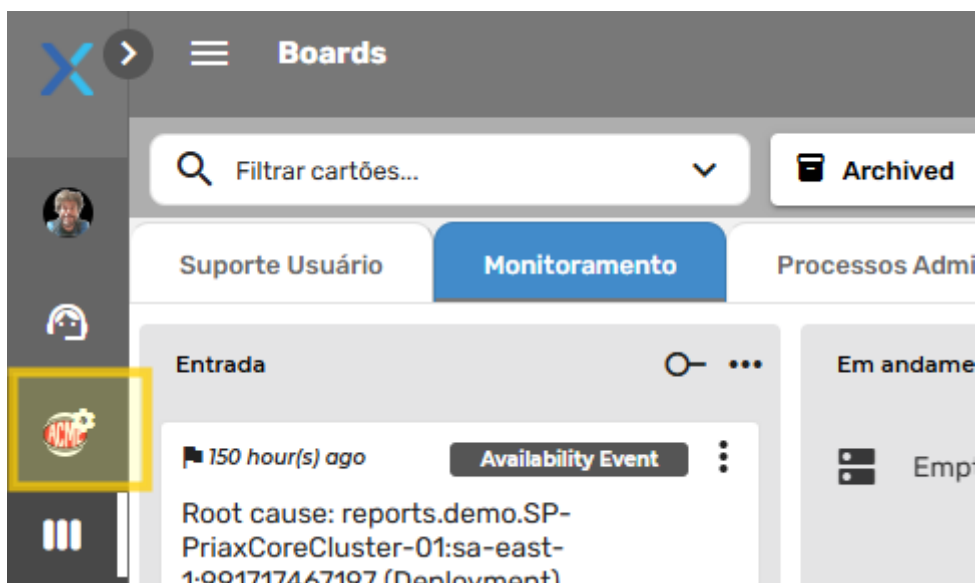 Boards
Filtrar cartões...
Archived
Suporte Usuário
Monitoramento
Processos Admi
Entrada
Em andame
ACME
150 hour(s) ago
Availability Event
Empt
Root cause: reports.demo.SP-
PriaxCoreCluster-01:sa-east-
1:991717467197 (Deployment)